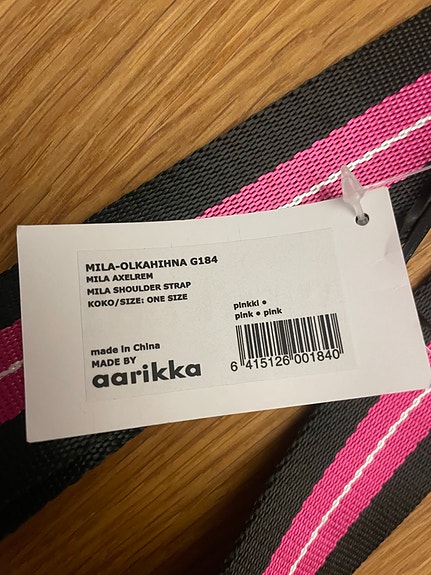 MILA-OLKAHIHNA G184
MILA AXELREM
MILA SHOULDER STRAP
KOKO/SIZE: ONE SIZE
pinkki •
pink • pink
made in China
MADE BY
aarikka
6 415126 001840